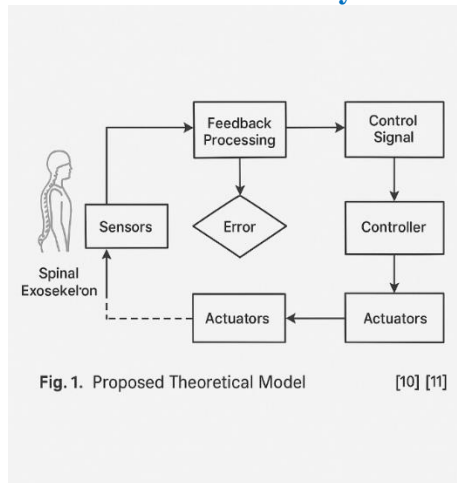 Feedback
Processing
Control
Signal
Sensors
Error
Controller
Spinal
Exosekel'on
Actuators
Actuators
Fig. 1. Proposed Theoretical Model
[10] [11]